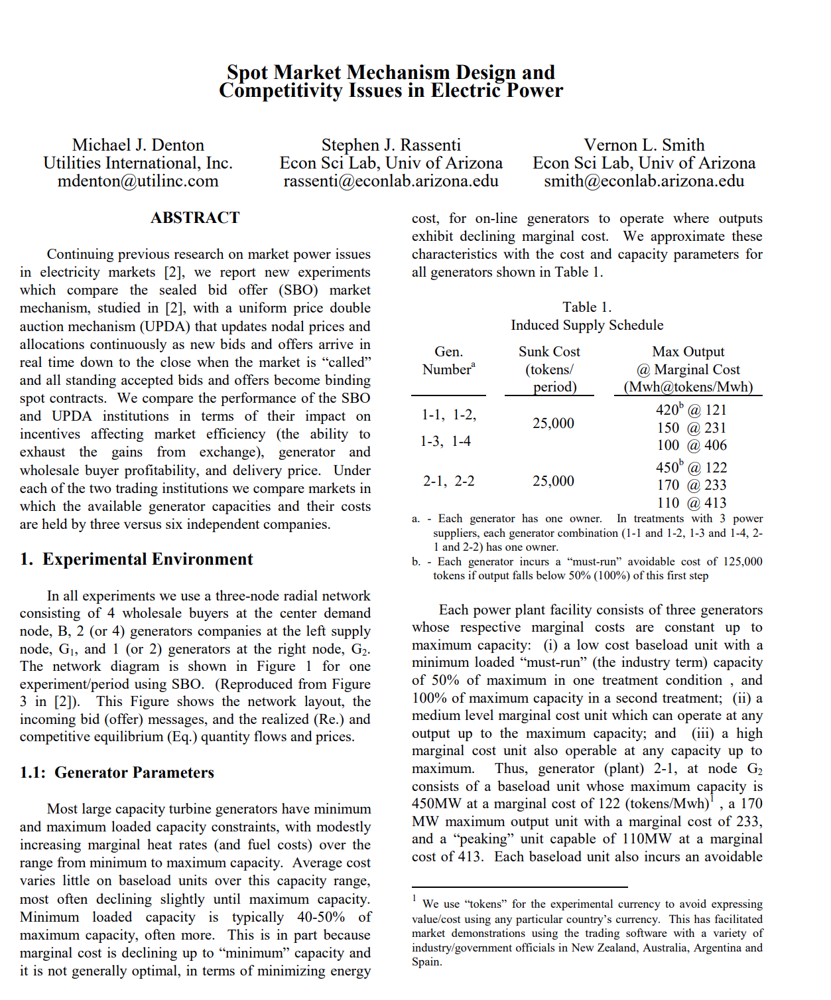 Spot Market Mechanism Design and
Competitivity Issues in Electric Power
Michael J. Denton
Utilities International, Inc.
mdenton@utilinc.com
Stephen J. Rassenti
Econ Sci Lab, Univ of Arizona
rassenti@econlab.arizona.edu
Vernon L. Smith
Econ Sci Lab, Univ of Arizona
smith@econlab.arizona.edu
ABSTRACT
Continuing previous research on market power issues
in electricity markets [2], we report new experiments
which compare the sealed bid offer (SBO) market
mechanism, studied in [2], with a uniform price double
auction mechanism (UPDA) that updates nodal prices and
allocations continuously as new bids and offers arrive in
real time down to the close when the market is “called”
and all standing accepted bids and offers become binding
spot contracts. We compare the performance of the SBO
and UPDA institutions in terms of their impact on
incentives affecting market efficiency (the ability to
exhaust the gains from exchange), generator and
wholesale buyer profitability, and delivery price. Under
each of the two trading institutions we compare markets in
which the available generator capacities and their costs
are held by three versus six independent companies.
1. Experimental Environment
In all experiments we use a three-node radial network
consisting of 4 wholesale buyers at the center demand
node, B, 2 (or 4) generators companies at the left supply
node, G1, and 1 (or 2) generators at the right node, G2.
The network diagram is shown in Figure 1 for one
experiment/period using SBO. (Reproduced from Figure
3 in [2]). This Figure shows the network layout, the
incoming bid (offer) messages, and the realized (Re.) and
competitive equilibrium (Eq.) quantity flows and prices.
1.1: Generator Parameters
Most large capacity turbine generators have minimum
and maximum loaded capacity constraints, with modestly
increasing marginal heat rates (and fuel costs) over the
range from minimum to maximum capacity. Average cost
varies little on baseload units over this capacity range,
most often declining slightly until maximum capacity.
Minimum loaded capacity is typically 40-50% of
maximum capacity, often more. This is in part because
marginal cost is declining up to “minimum” capacity and
it is not generally optimal, in terms of minimizing energy
cost, for on-line generators to operate where outputs
exhibit declining marginal cost. We approximate these
characteristics with the cost and capacity parameters for
all generators shown in Table 1.
Table 1.
Induced Supply Schedule
Gen. Sunk Cost Max Output
Number^a (tokens/ @ Marginal Cost
period) (Mwh@tokens/Mwh)
1-1, 1-2, 420^b @ 121
25,000 150 @ 231
1-3, 1-4 100 @ 406
450^b @ 122
2-1, 2-2 25,000 170 @ 233
110 @ 413
a. - Each generator has one owner. In treatments with 3 power
suppliers, each generator combination (1-1 and 1-2, 1-3 and 1-4, 2-
1 and 2-2) has one owner.
b. - Each generator incurs a “must-run” avoidable cost of 125,000
tokens if output falls below 50% (100%) of this first step
Each power plant facility consists of three generators
whose respective marginal costs are constant up to
maximum capacity: (i) a low cost baseload unit with a
minimum loaded “must-run” (the industry term) capacity
of 50% of maximum in one treatment condition , and
100% of maximum capacity in a second treatment; (ii) a
medium level marginal cost unit which can operate at any
output up to the maximum capacity; and (iii) a high
marginal cost unit also operable at any capacity up to
maximum. Thus, generator (plant) 2-1, at node G2
consists of a baseload unit whose maximum capacity is
450MW at a marginal cost of 122 (tokens/Mwh)^1 , a 170
MW maximum output unit with a marginal cost of 233,
and a “peaking” unit capable of 110MW at a marginal
cost of 413. Each baseload unit also incurs an avoidable
1 We use “tokens” for the experimental currency to avoid expressing
value/cost using any particular country’s currency. This has facilitated
market demonstrations using the trading software with a variety of
industry/government officials in New Zealand, Australia, Argentina and
Spain.